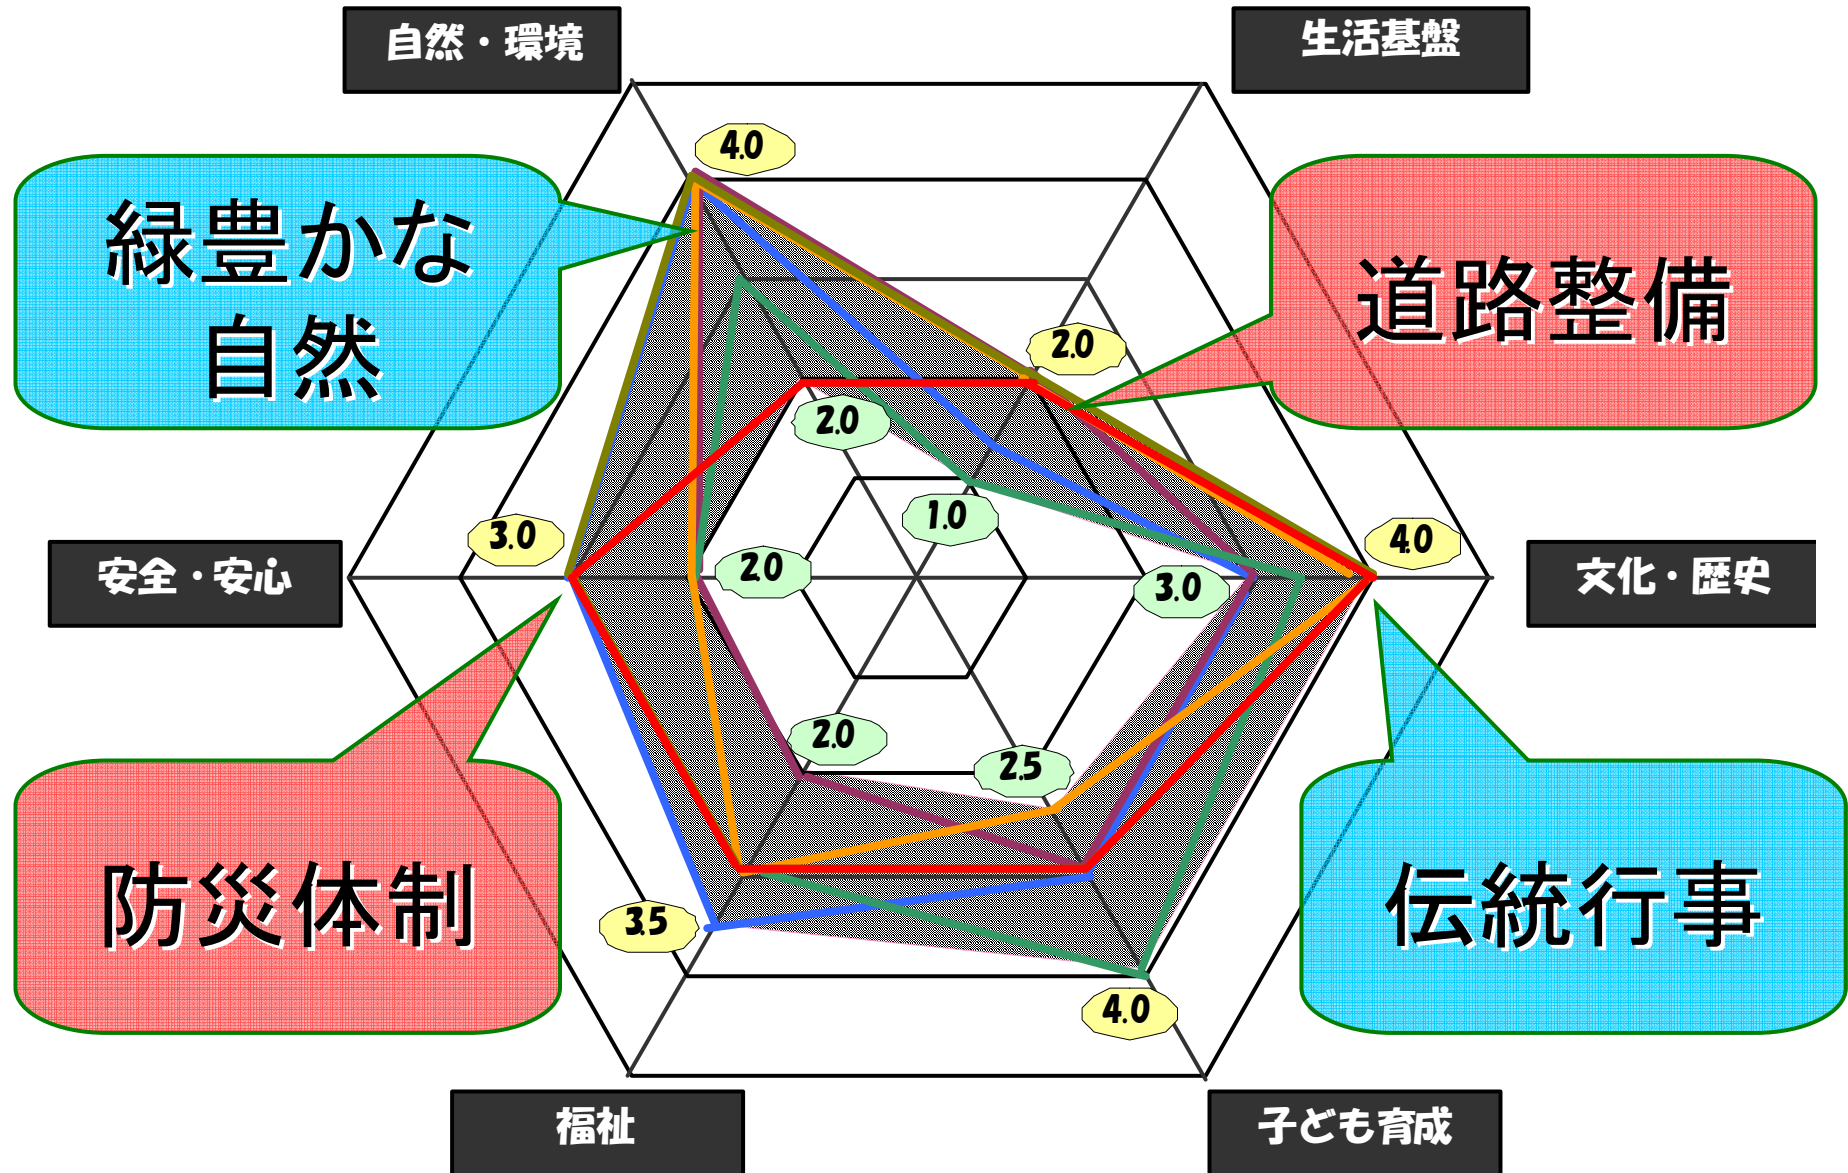 自然・環境
生活基盤
4.0
緑豊かな
自然
道路整備
2.0
2.0
3.0
1.0
4.0
安全・安心
2.0
3.0
文化・歴史
2.0
2.5
防災体制
3.5
伝統行事
4.0
福祉
子ども育成